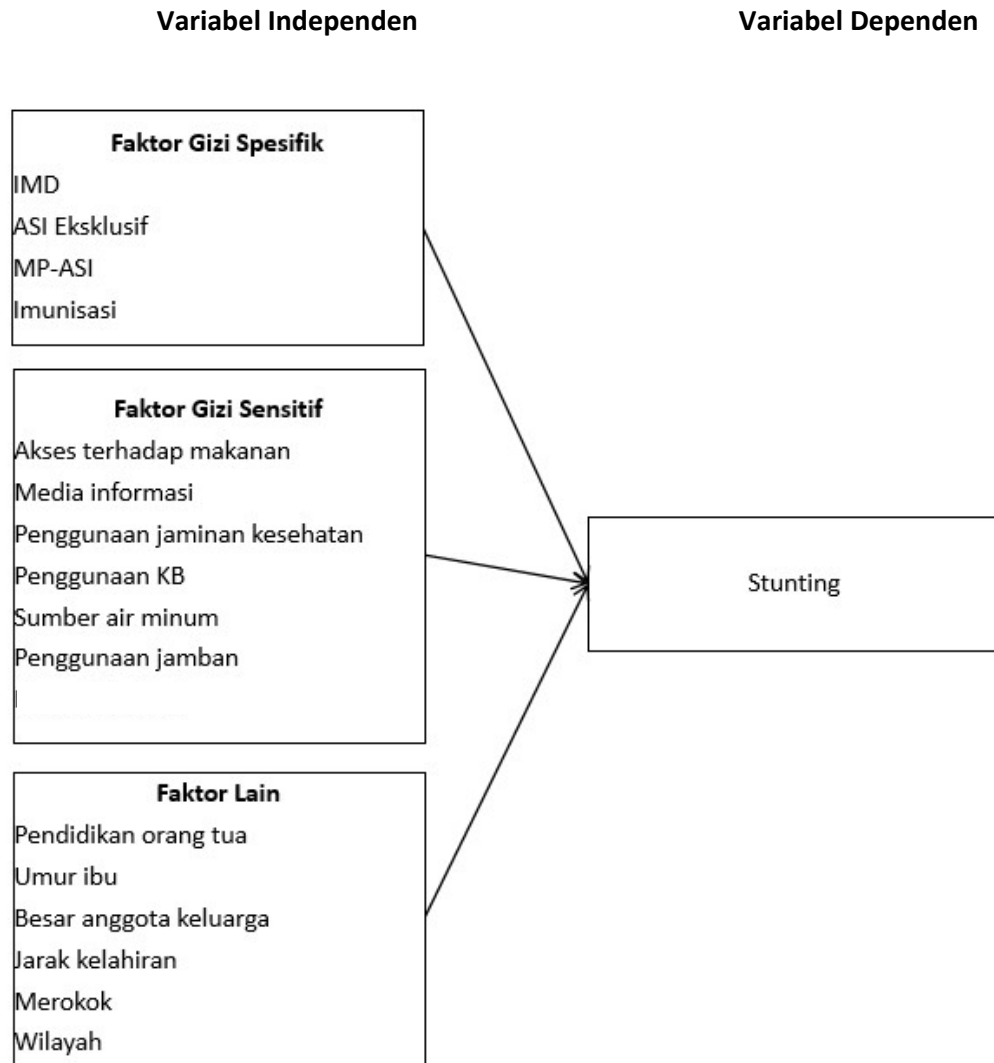 Variabel Independen
Variabel Dependen
Faktor Gizi Spesifik
IMD
ASI Eksklusif
MP-ASI
Imunisasi
Faktor Gizi Sensitif
Akses terhadap makanan
Media informasi
Penggunaan jaminan kesehatan
Penggunaan KB
Sumber air minum
Penggunaan jamban
Stunting
Faktor Lain
Pendidikan orang tua
Umur ibu
Besar anggota keluarga
Jarak kelahiran
Merokok
Wilayah